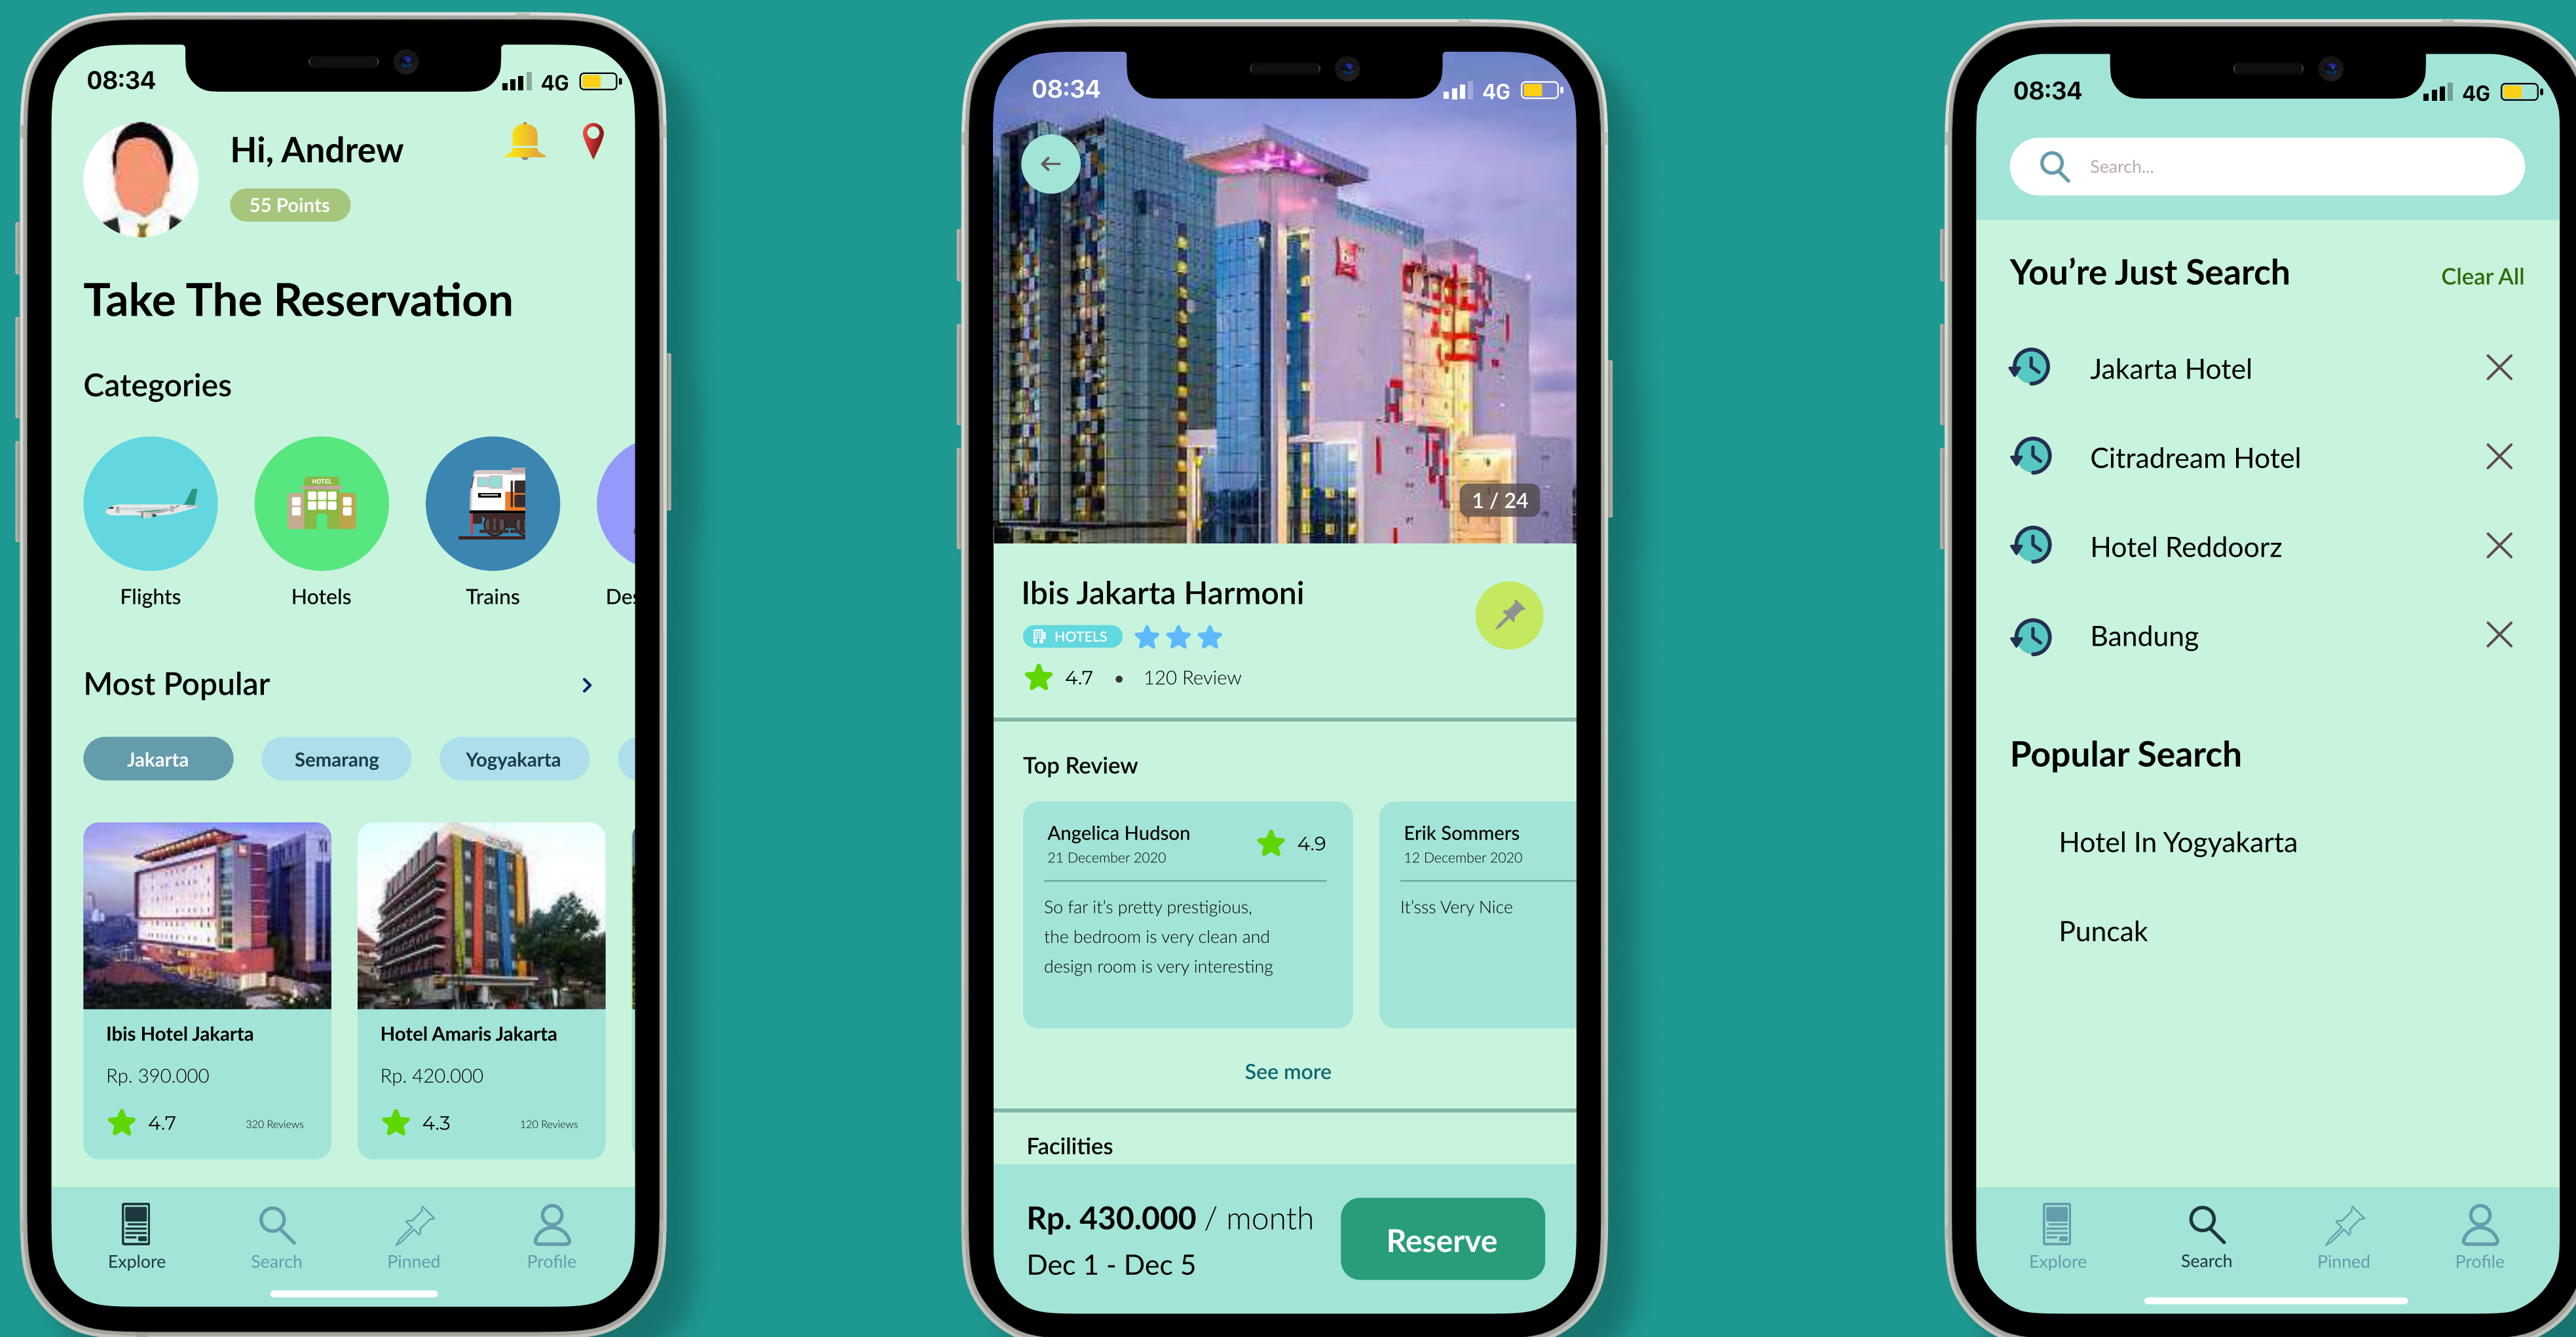 08:34
4G
Hi, Andrew
55 Points
Take The Reservation
Categories
HOTEL
Flights
Hotels
Trains
Des
Most Popular
Jakarta
Semarang
Yogyakarta
Ibis Hotel Jakarta
Rp. 390.000
4.7
320 Reviews
Hotel Amaris Jakarta
Rp. 420.000
4.3
120 Reviews
Explore
Search
Pinned
Profile
08:34
4G
1 / 24
Ibis Jakarta Harmoni
HOTELS
4.7 • 120 Review
Top Review
Angelica Hudson
21 December 2020
4.9
So far it's pretty prestigious,
the bedroom is very clean and
design room is very interesting
Erik Sommers
12 December 2020
It'sss Very Nice
See more
Facilities
Rp. 430.000 / month
Dec 1 - Dec 5
Reserve
08:34
4G
Search...
You're Just Search
Clear All
Jakarta Hotel
Citradream Hotel
Hotel Reddoorz
Bandung
Popular Search
Hotel In Yogyakarta
Puncak
Explore
Search
Pinned
Profile